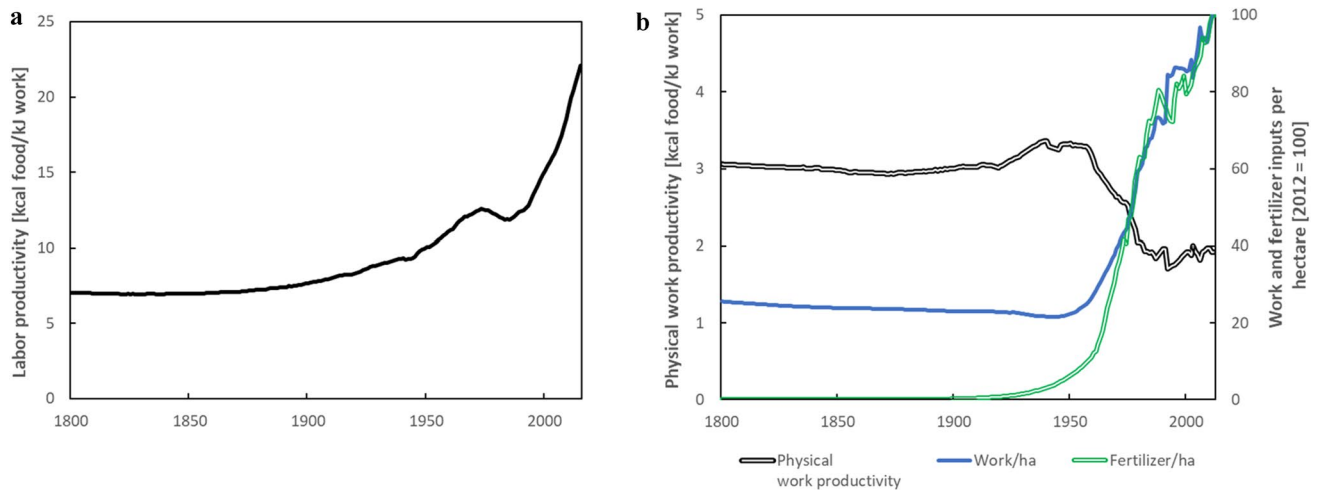 a
Labor productivity [kcal food/kJ work]
25
20
15
10
5
0
1800
1850
1900
1950
2000
b
Physical work productivity [kcal food/kJ work]
5
4
3
2
1
0
100
80
60
40
20
0
Work and fertilizer inputs per
hectare [2012 = 100]
1800
1850
1900
1950
2000
Physical
work productivity
Work/ha
Fertilizer/ha